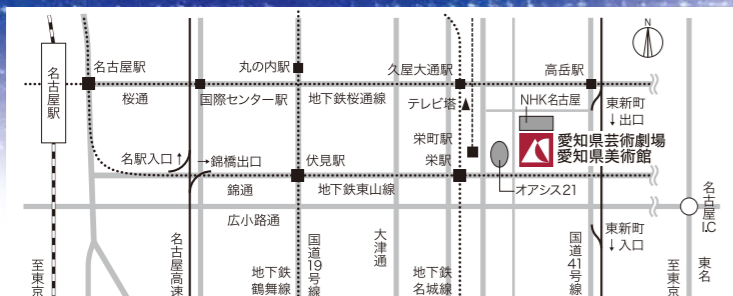 N
名古屋駅
名古屋駅
丸の内駅
久屋大通駅
高岳駅
桜通
国際センター駅
地下鉄桜通線
テレビ塔
NHK名古屋
東新町
↓出口
栄町駅
愛知県芸術劇場
愛知県美術館
名駅入口↑
→錦橋出口
伏見駅
栄駅
錦通
地下鉄東山線
オアシス21
広小路通
名古屋I.C
至東京
名古屋高速
地下鉄
鶴舞線
国道19号線
大津通
地下鉄
名城線
国道41号線
東新町
↓入口
至東京
東名